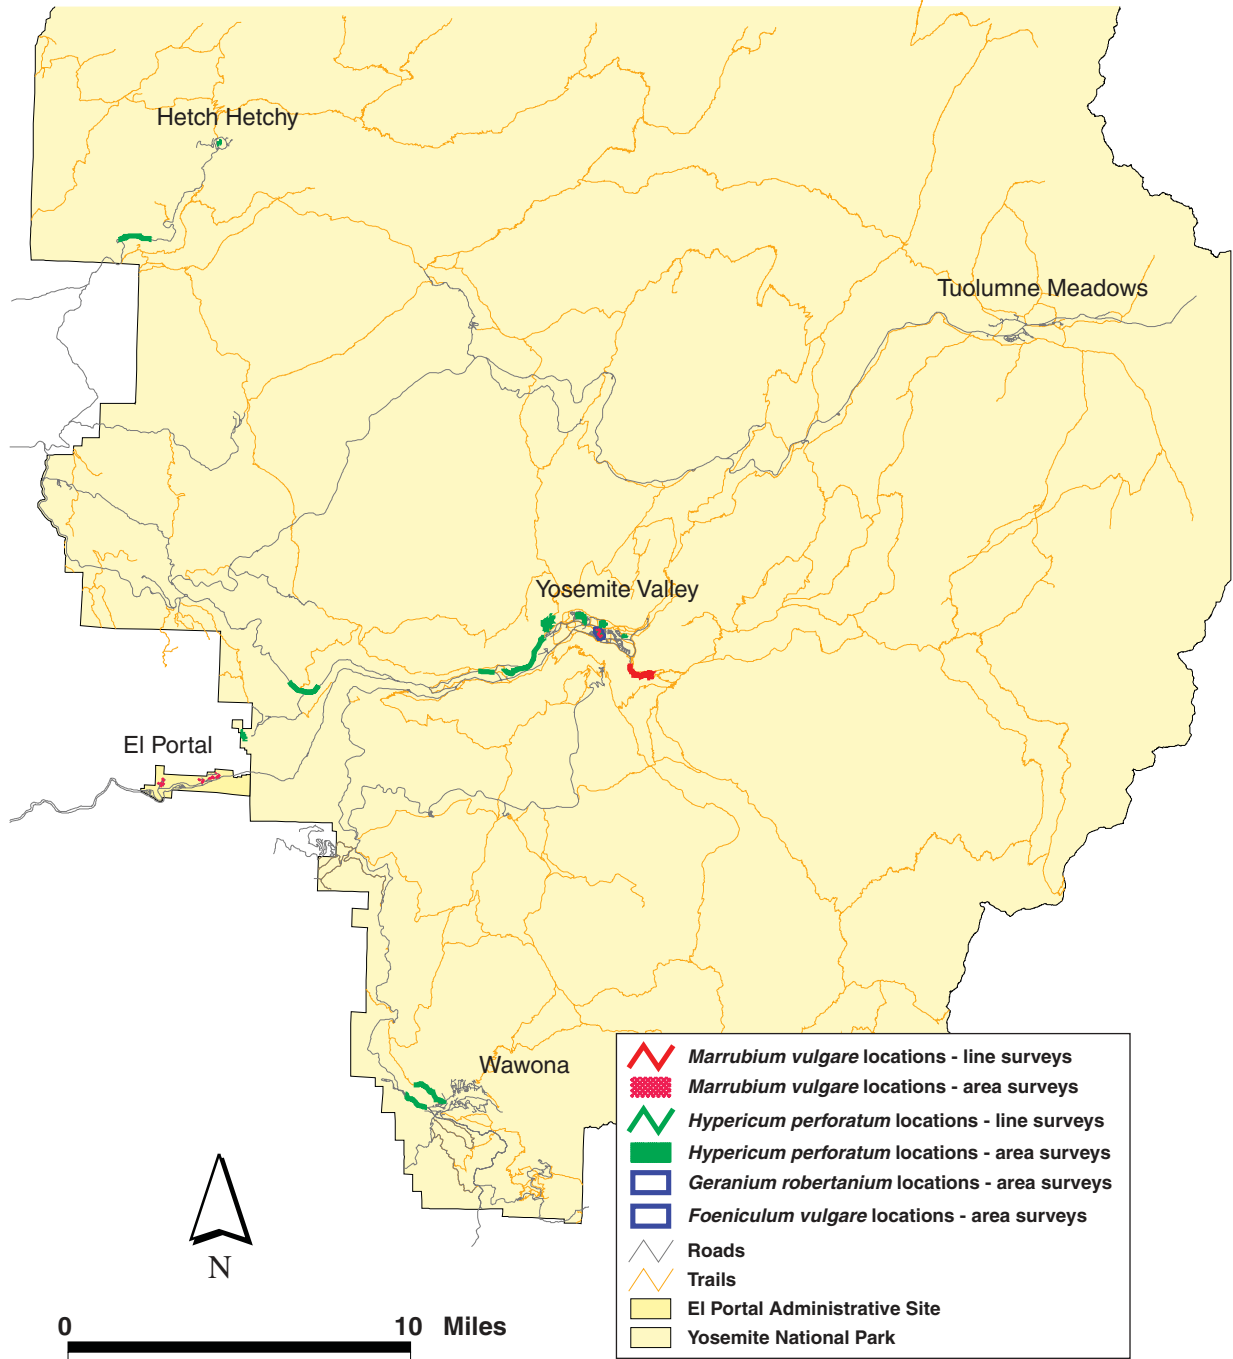 Hetch Hetchy
Tuolumne Meadows
Yosemite Valley
El Portal
Wawona
Marrubium vulgare locations - line surveys
Marrubium vulgare locations - area surveys
Hypericum perforatum locations - line surveys
Hypericum perforatum locations - area surveys
Geranium robertanium locations - area surveys
Foeniculum vulgare locations - area surveys
Roads
Trails
El Portal Administrative Site
Yosemite National Park
N
0 10 Miles